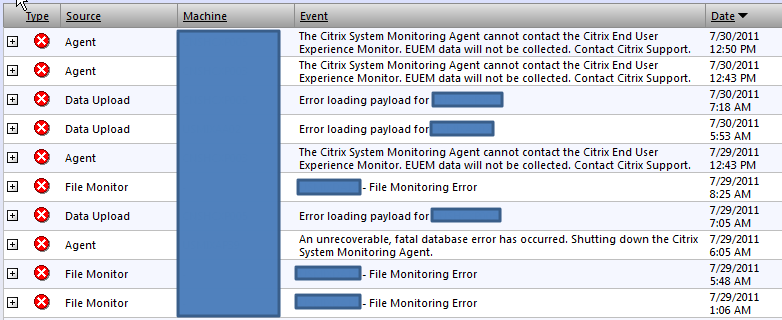 Type Source Machine Event Date
Agent The Citrix System Monitoring Agent cannot contact the Citrix End User 7/30/2011
Experience Monitor. EUEM data will not be collected. Contact Citrix Support. 12:50 PM
Agent The Citrix System Monitoring Agent cannot contact the Citrix End User 7/30/2011
Experience Monitor. EUEM data will not be collected. Contact Citrix Support. 12:43 PM
Data Upload Error loading payload for 7/30/2011
7:18 AM
Data Upload Error loading payload for 7/30/2011
5:53 AM
Agent The Citrix System Monitoring Agent cannot contact the Citrix End User 7/29/2011
Experience Monitor. EUEM data will not be collected. Contact Citrix Support. 12:43 PM
File Monitor - File Monitoring Error 7/29/2011
8:25 AM
Data Upload Error loading payload for 7/29/2011
7:05 AM
Agent An unrecoverable, fatal database error has occurred. Shutting down the Citrix 7/29/2011
System Monitoring Agent. 6:05 AM
File Monitor - File Monitoring Error 7/29/2011
5:48 AM
File Monitor - File Monitoring Error 7/29/2011
1:06 AM